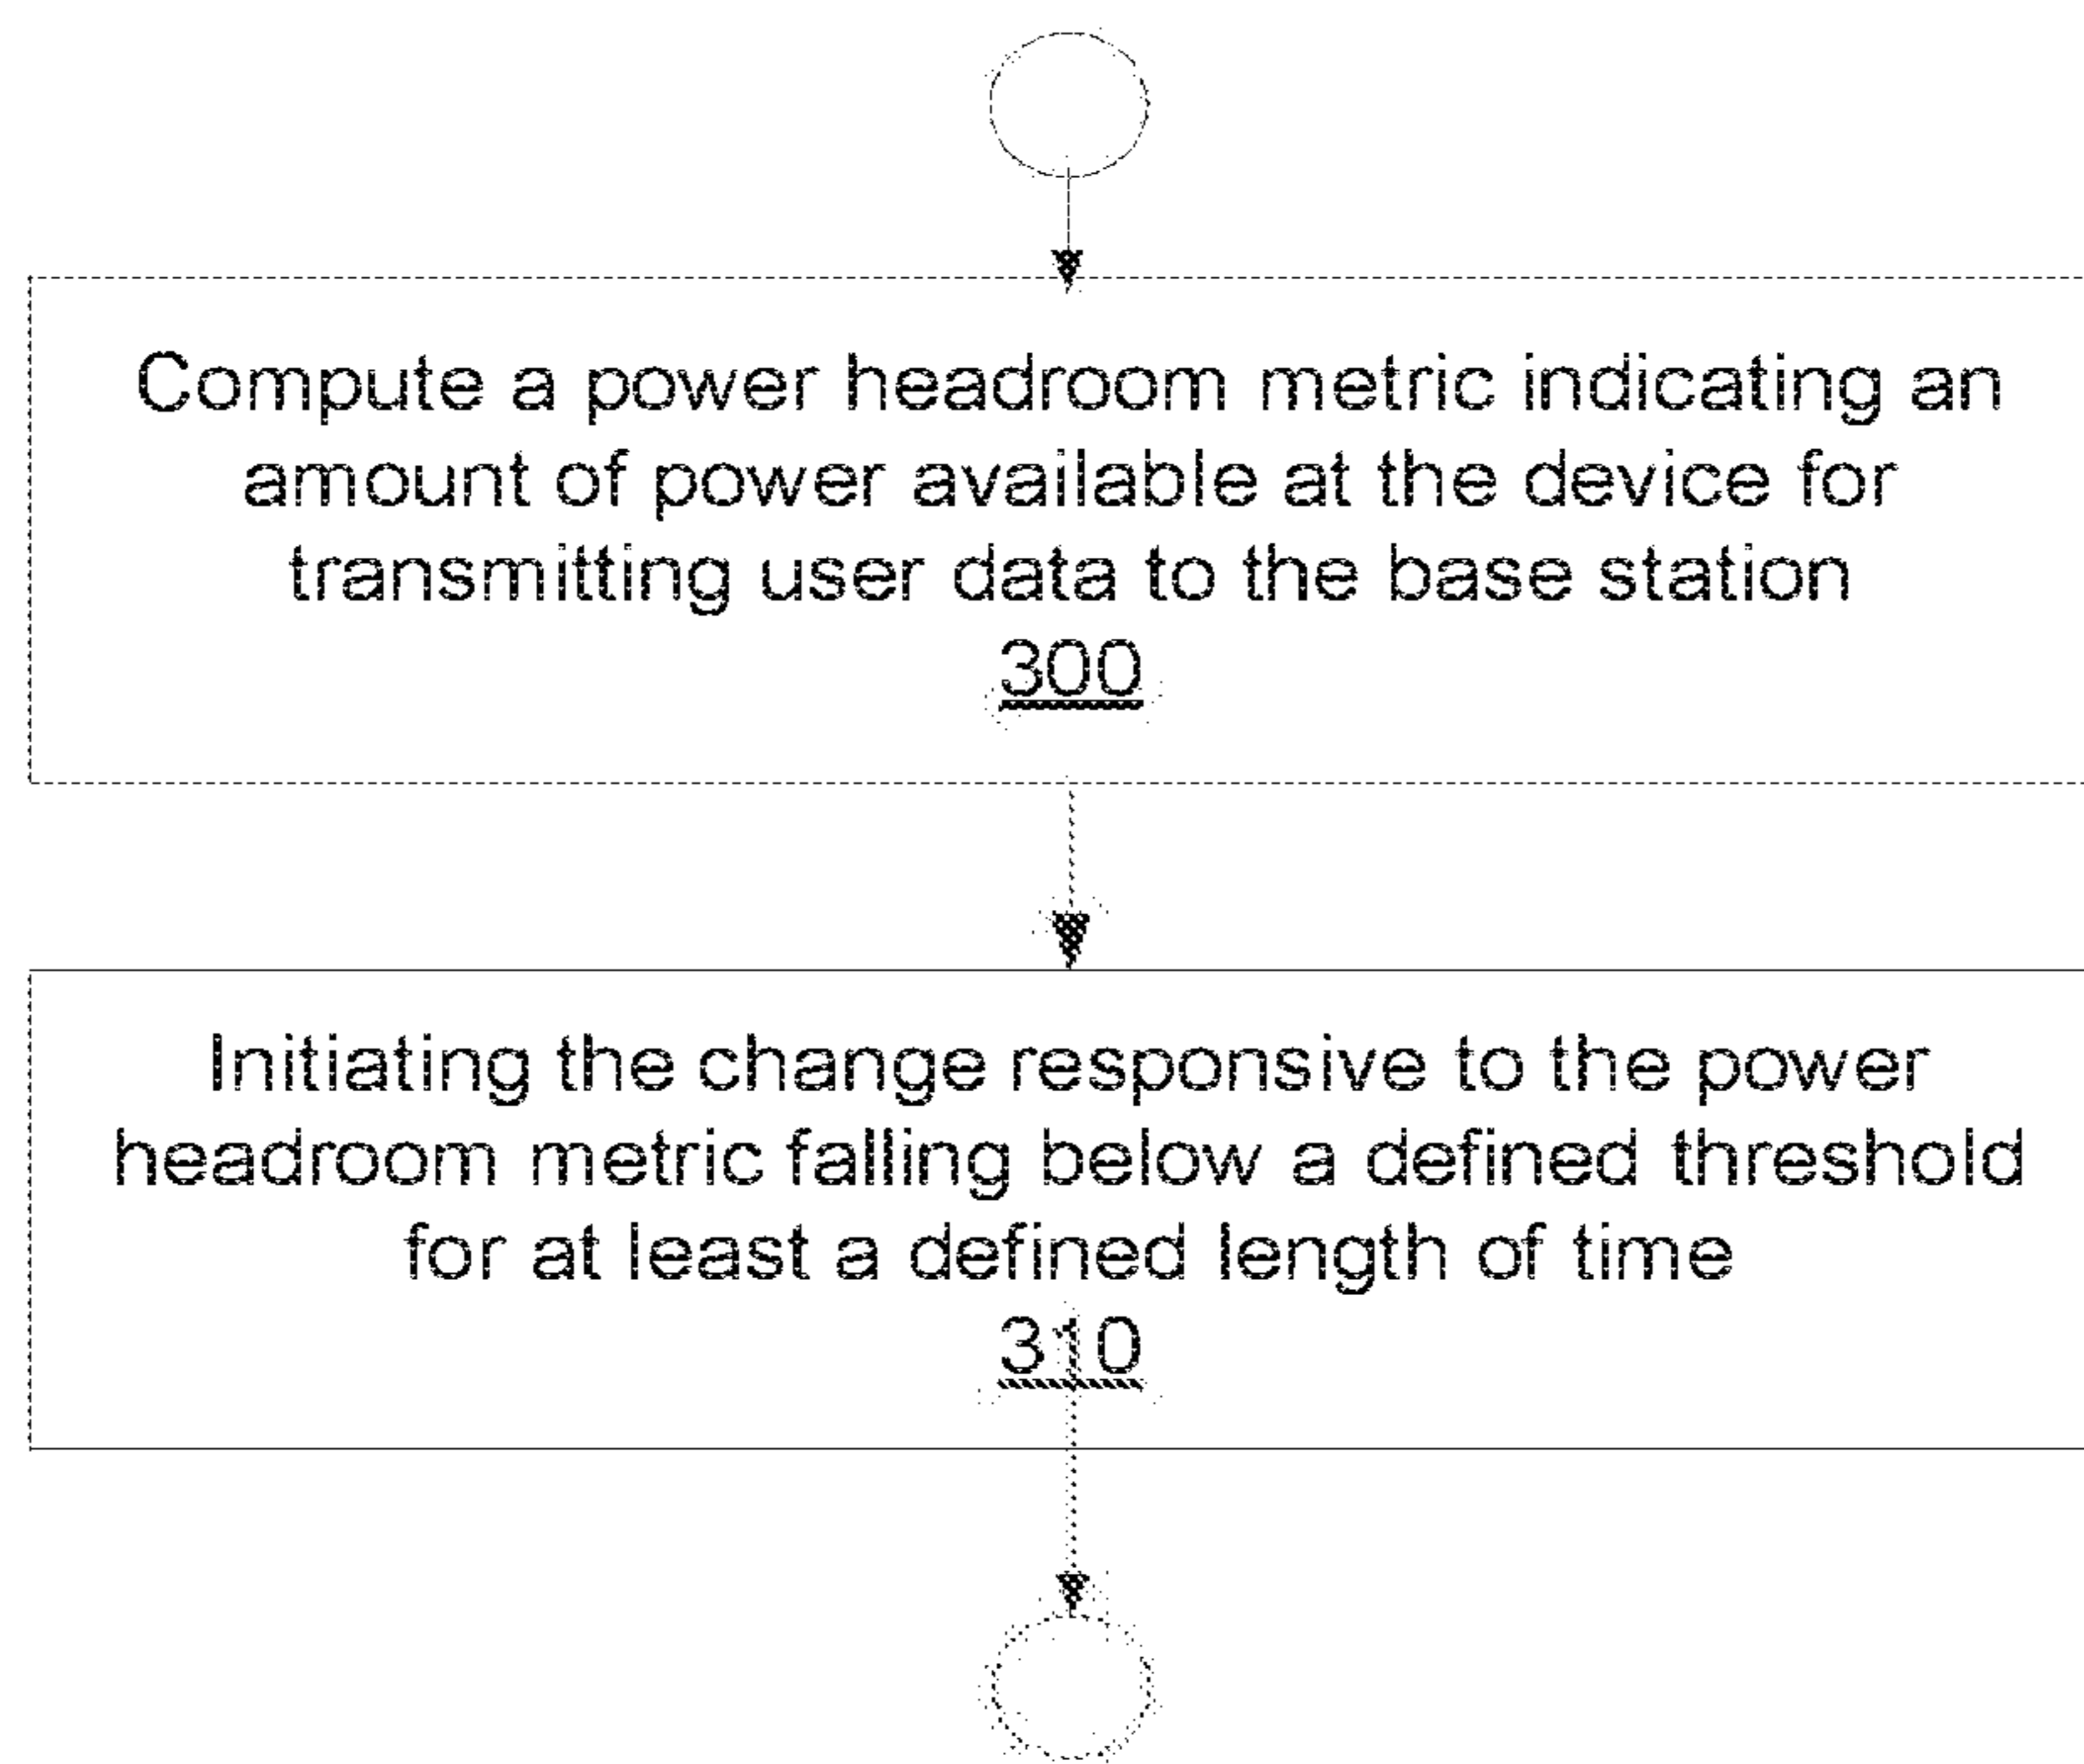 Compute a power headroom metric indicating an
amount of power available at the device for
transmitting user data to the base station
300
Initiating the change responsive to the power
headroom metric falling below a defined threshold
for at least a defined length of time
310